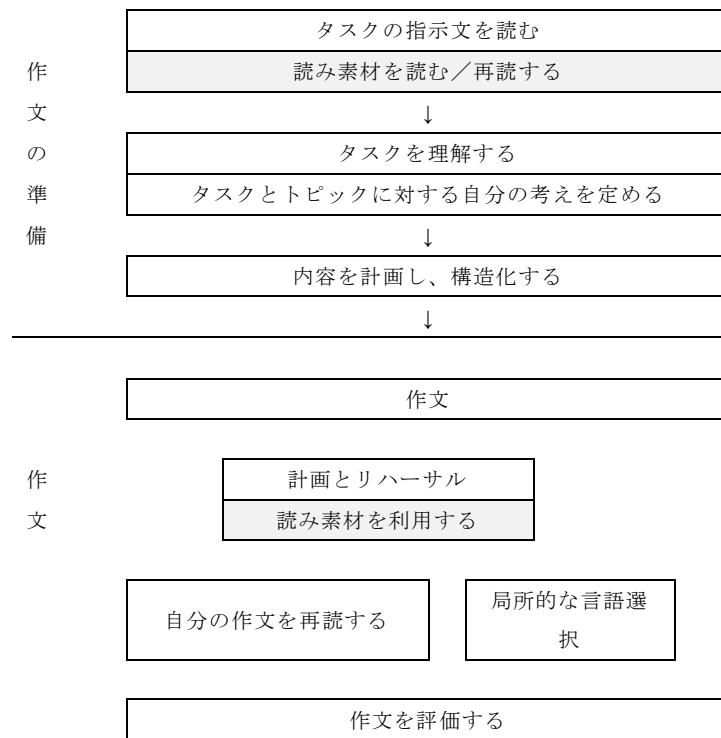 タスクの指示文を読む
読み素材を読む／再読する
↓
タスクを理解する
タスクとトピックに対する自分の考えを定める
↓
内容を計画し、構造化する
↓
作文の準備
作文
計画とリハーサル
読み素材を利用する
作文
自分の作文を再読する
局所的な言語選
択
作文を評価する